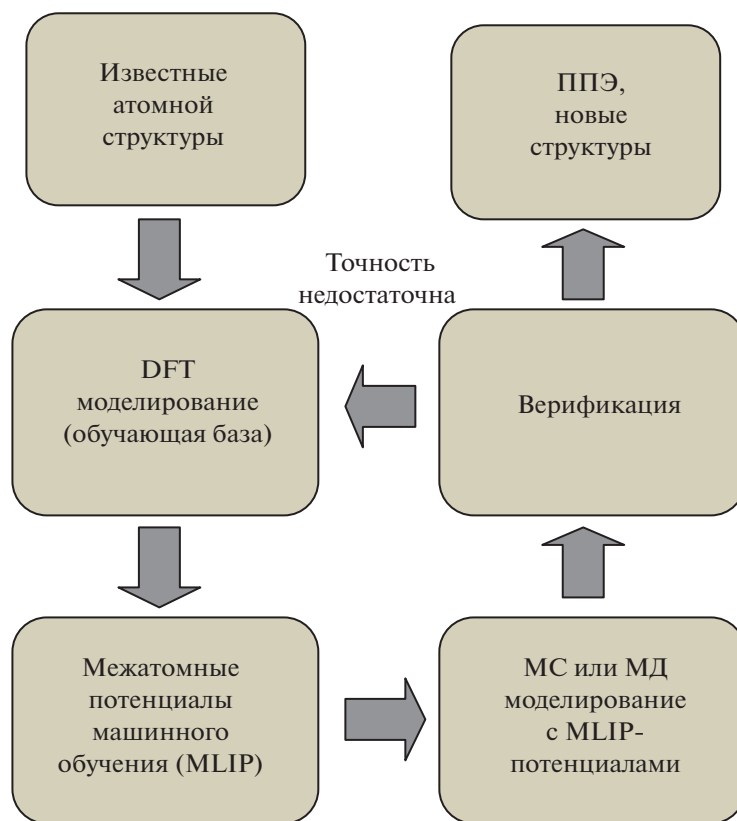 Известные
атомной
структуры
ППЭ,
новые
структуры
Точность
недостаточна
DFT
моделирование
(обучающая база)
Верификация
Межатомные
потенциалы
машинного
обучения (MLIP)
МС или МД
моделирование
с MLIP-
потенциалами